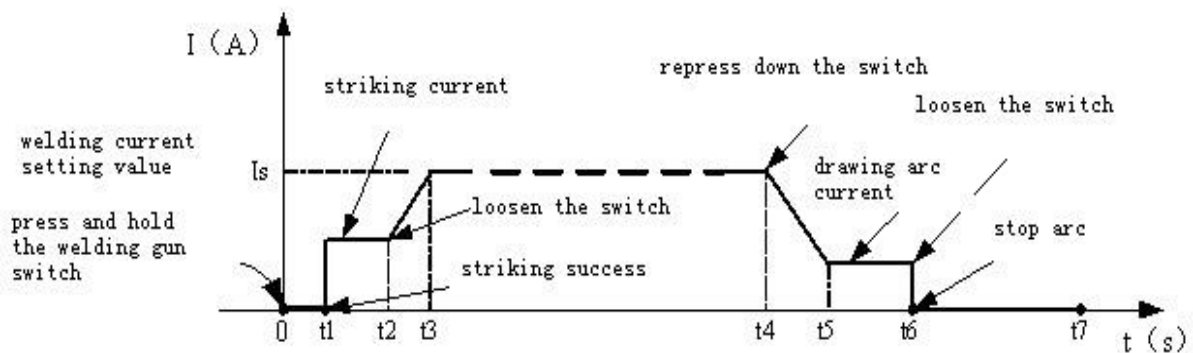 I (A)
repress down the switch
striking current
loosen the switch
welding current
setting value
Is
drawing arc
current
press and hold
the welding gun
switch
loosen the switch
stop arc
striking success
0
t1
t2
t3
t4
t5
t6
t7
t (s)